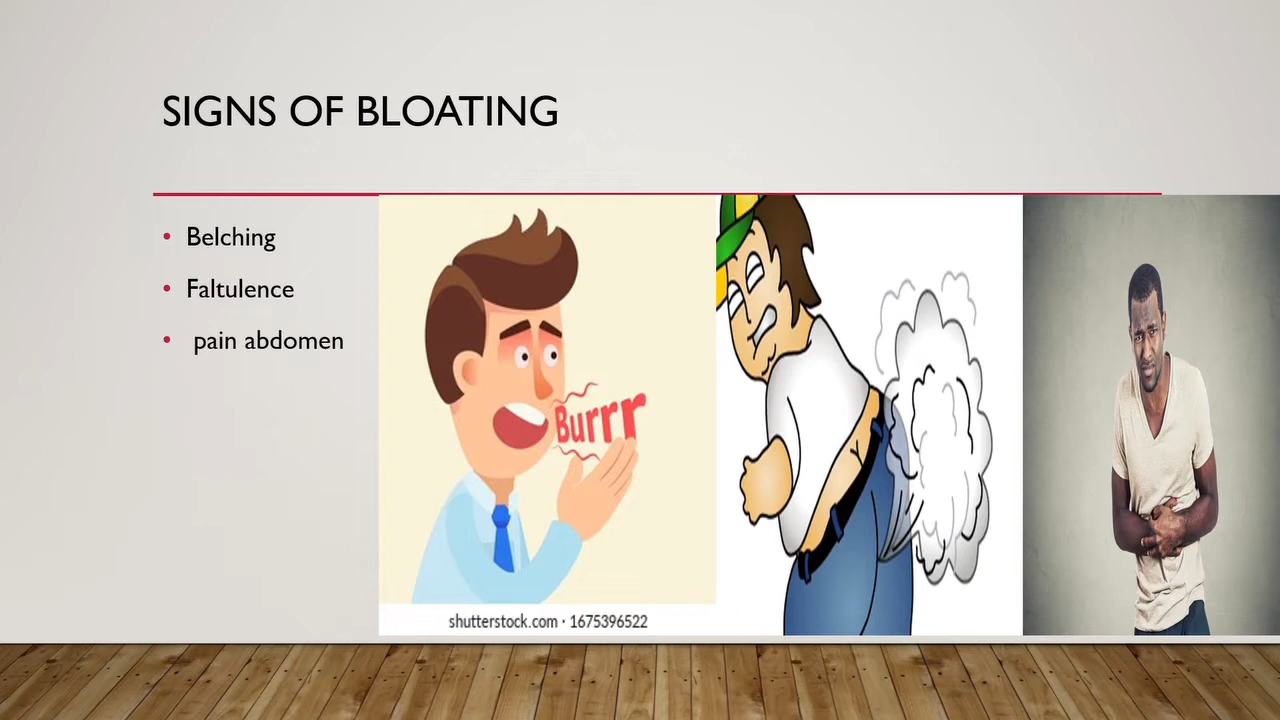 SIGNS OF BLOATING
• Belching
• Faltulence
• pain abdomen
Burrr
shutterstock.com · 1675396522